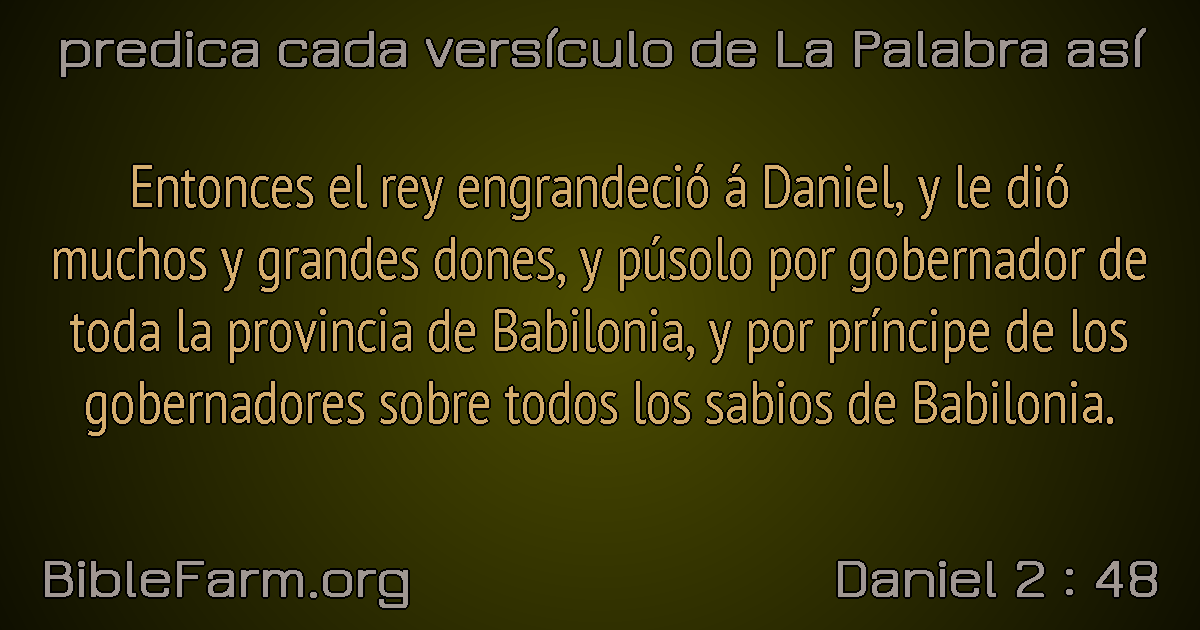 predica cada versículo de La Palabra así
Entonces el rey engrandeció á Daniel, y le dió
muchos y grandes dones, y púsolo por gobernador de
toda la provincia de Babilonia, y por príncipe de los
gobernadores sobre todos los sabios de Babilonia.
BibleFarm.org
Daniel 2 : 48